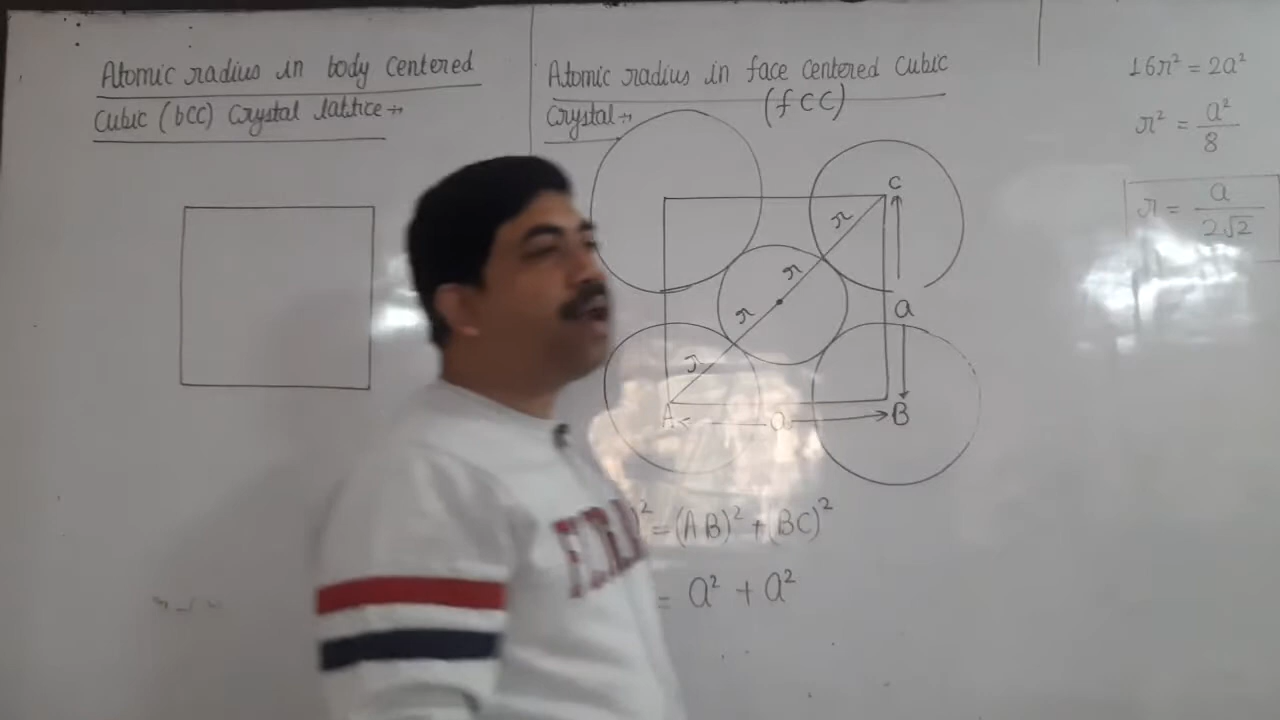 Atomic radius in body centered
cubic (bcc) crystal lattice →
Atomic radius in face centered cubic
(fcc)
crystal →
C
r
r
r
r
a
A
a
B
² = (AB)² + (BC)²
= a² + a²
16r² = 2a²
r² = a²/8
r = a/2√2